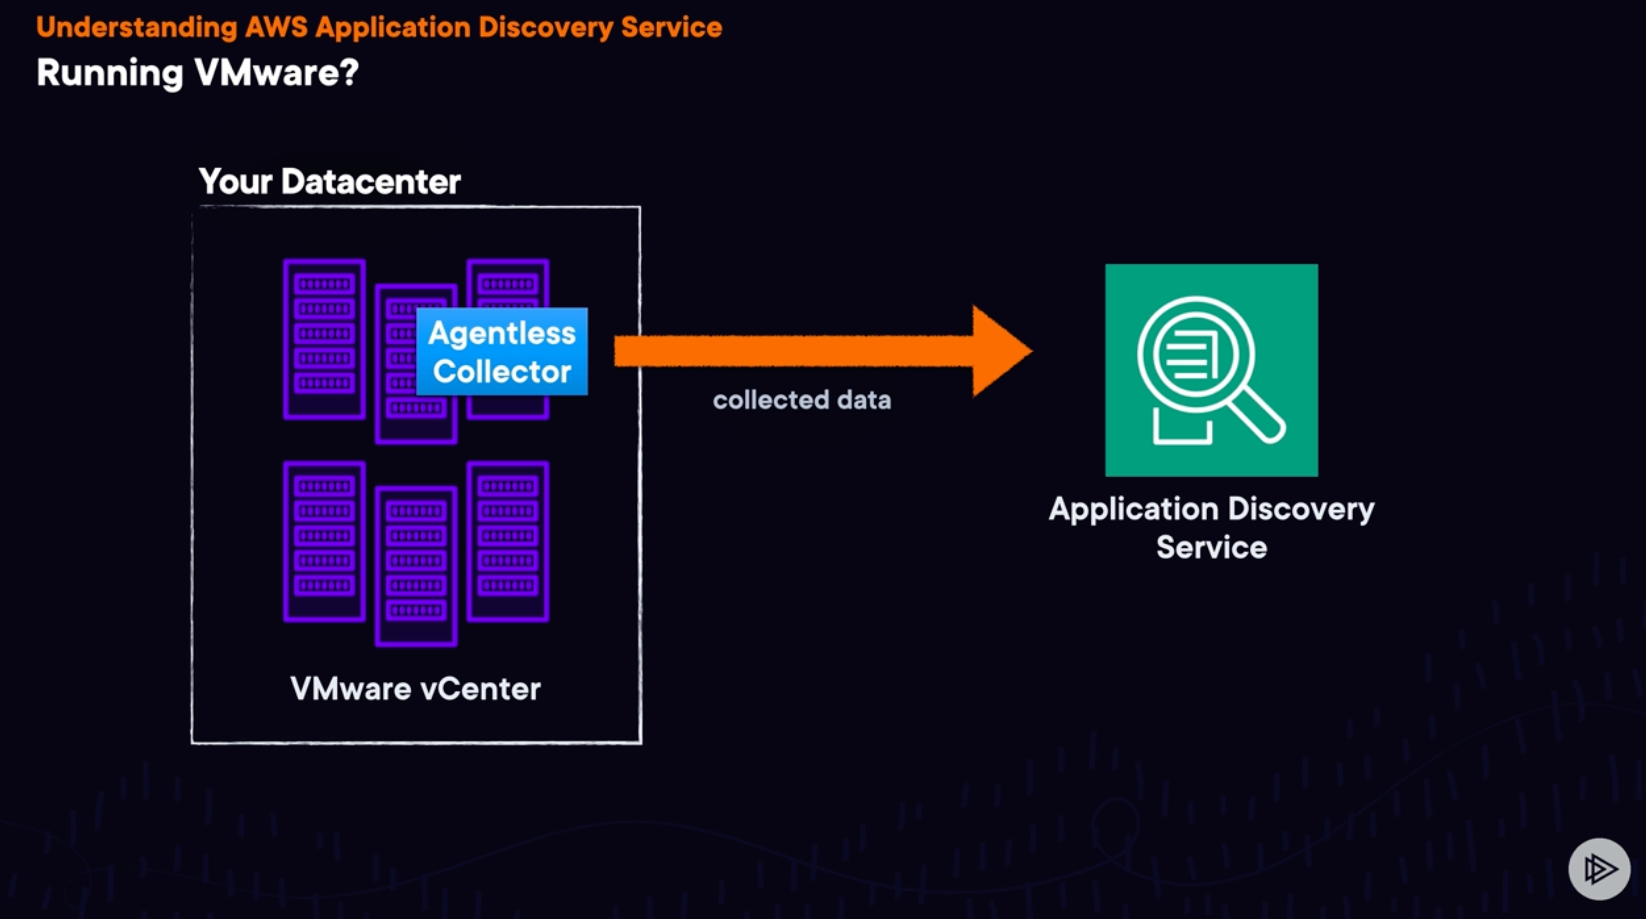 Understanding AWS Application Discovery Service
Running VMware?
Your Datacenter
Agentless
Collector
collected data
Application Discovery
Service
VMware vCenter